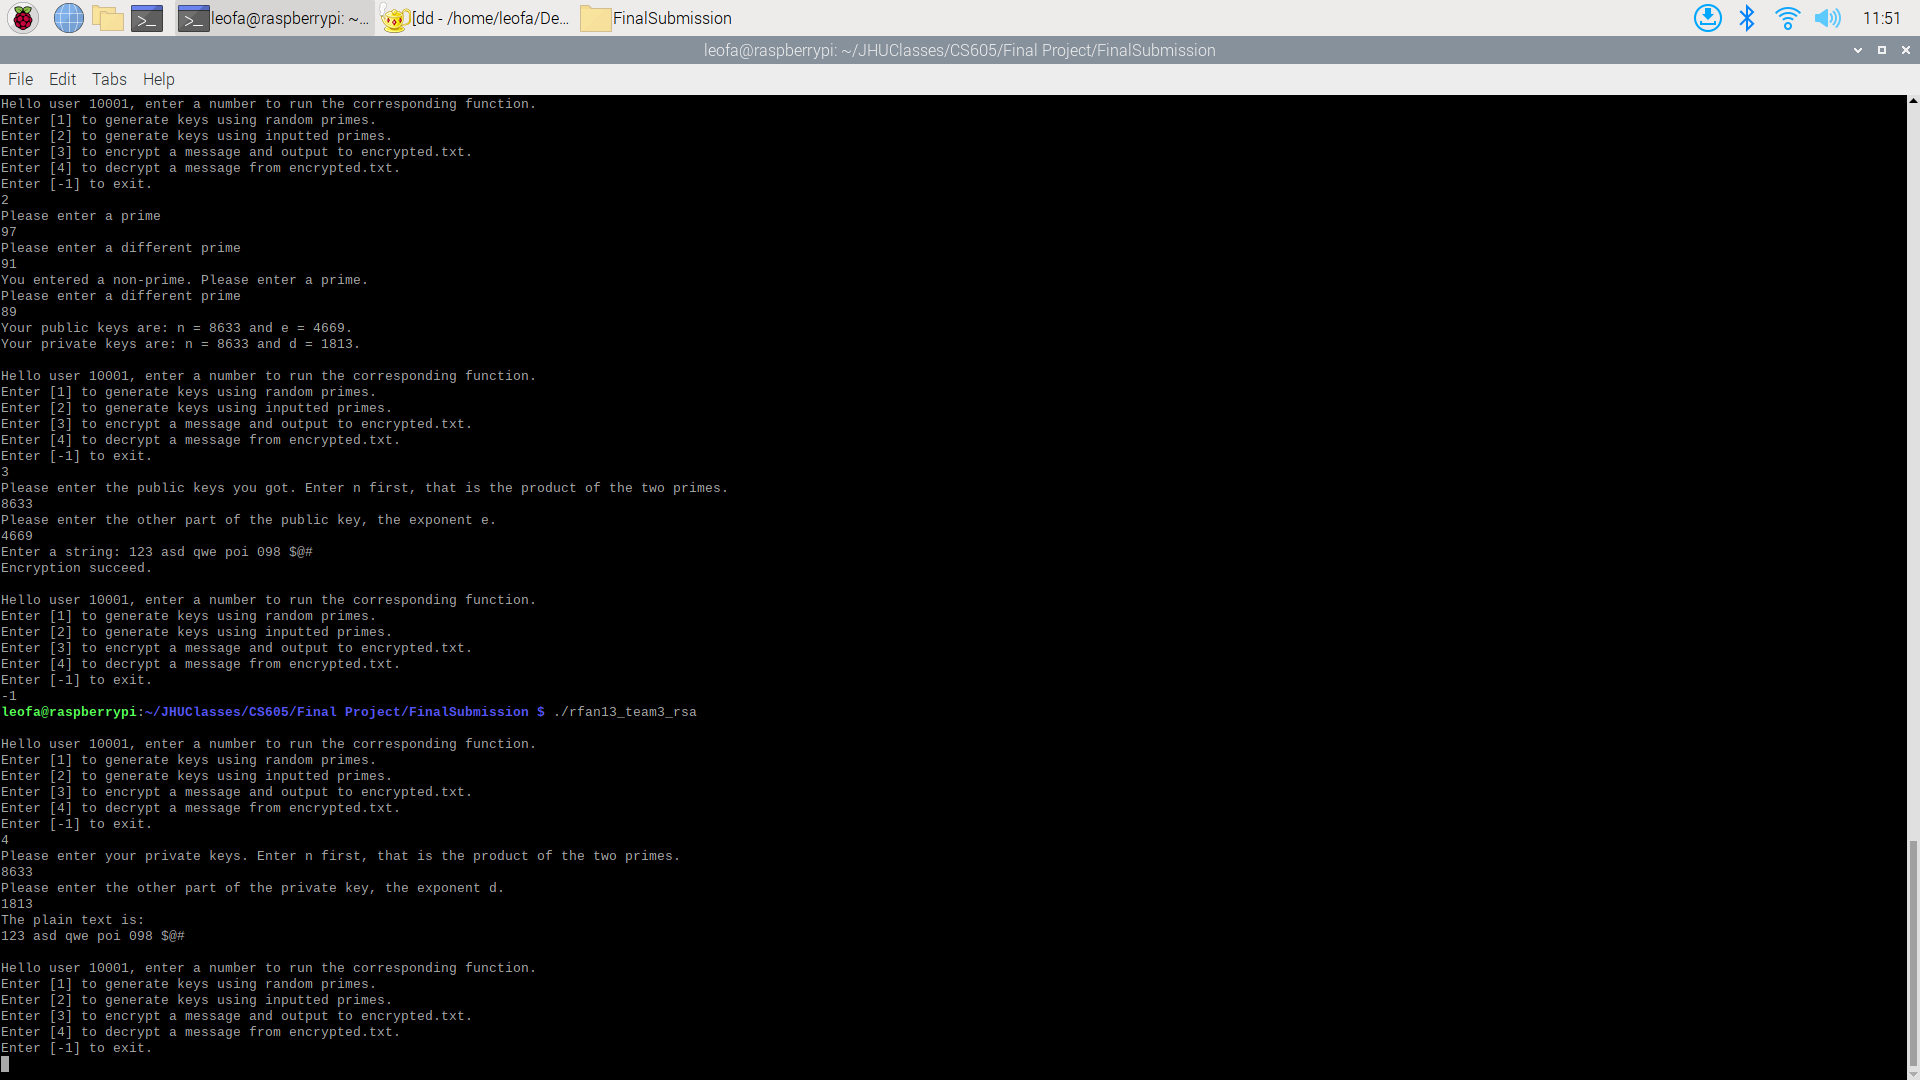 leofa@raspberrypi: ~... [dd - /home/leofa/De... FinalSubmission 11:51
leofa@raspberrypi: ~/JHUClasses/CS605/Final Project/FinalSubmission
File Edit Tabs Help
Hello user 10001, enter a number to run the corresponding function.
Enter [1] to generate keys using random primes.
Enter [2] to generate keys using inputted primes.
Enter [3] to encrypt a message and output to encrypted.txt.
Enter [4] to decrypt a message from encrypted.txt.
Enter [-1] to exit.
2
Please enter a prime
97
Please enter a different prime
91
You entered a non-prime. Please enter a prime.
Please enter a different prime
89
Your public keys are: n = 8633 and e = 4669.
Your private keys are: n = 8633 and d = 1813.
Hello user 10001, enter a number to run the corresponding function.
Enter [1] to generate keys using random primes.
Enter [2] to generate keys using inputted primes.
Enter [3] to encrypt a message and output to encrypted.txt.
Enter [4] to decrypt a message from encrypted.txt.
Enter [-1] to exit.
3
Please enter the public keys you got. Enter n first, that is the product of the two primes.
8633
Please enter the other part of the public key, the exponent e.
4669
Enter a string: 123 asd qwe poi 098 $@#
Encryption succeed.
Hello user 10001, enter a number to run the corresponding function.
Enter [1] to generate keys using random primes.
Enter [2] to generate keys using inputted primes.
Enter [3] to encrypt a message and output to encrypted.txt.
Enter [4] to decrypt a message from encrypted.txt.
Enter [-1] to exit.
-1
leofa@raspberrypi:~/JHUClasses/CS605/Final Project/FinalSubmission $ ./rfan13_team3_rsa
Hello user 10001, enter a number to run the corresponding function.
Enter [1] to generate keys using random primes.
Enter [2] to generate keys using inputted primes.
Enter [3] to encrypt a message and output to encrypted.txt.
Enter [4] to decrypt a message from encrypted.txt.
Enter [-1] to exit.
4
Please enter your private keys. Enter n first, that is the product of the two primes.
8633
Please enter the other part of the private key, the exponent d.
1813
The plain text is:
123 asd qwe poi 098 $@#
Hello user 10001, enter a number to run the corresponding function.
Enter [1] to generate keys using random primes.
Enter [2] to generate keys using inputted primes.
Enter [3] to encrypt a message and output to encrypted.txt.
Enter [4] to decrypt a message from encrypted.txt.
Enter [-1] to exit.